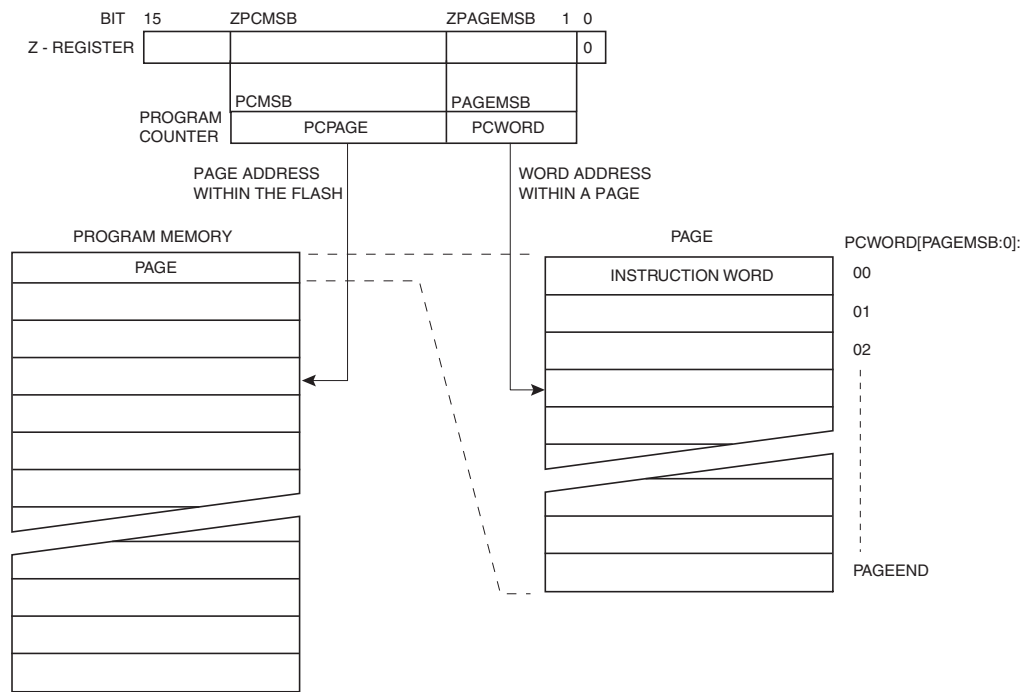 BIT 15 ZPCMSB ZPAGEMSB 1 0
Z - REGISTER 0
PCMSB PAGEMSB
PROGRAM
COUNTER
PCPAGE PCWORD
PAGE ADDRESS
WITHIN THE FLASH
WORD ADDRESS
WITHIN A PAGE
PROGRAM MEMORY
PAGE
PAGE
PCWORD[PAGEMSB:0]:
INSTRUCTION WORD
00
01
02
PAGEEND